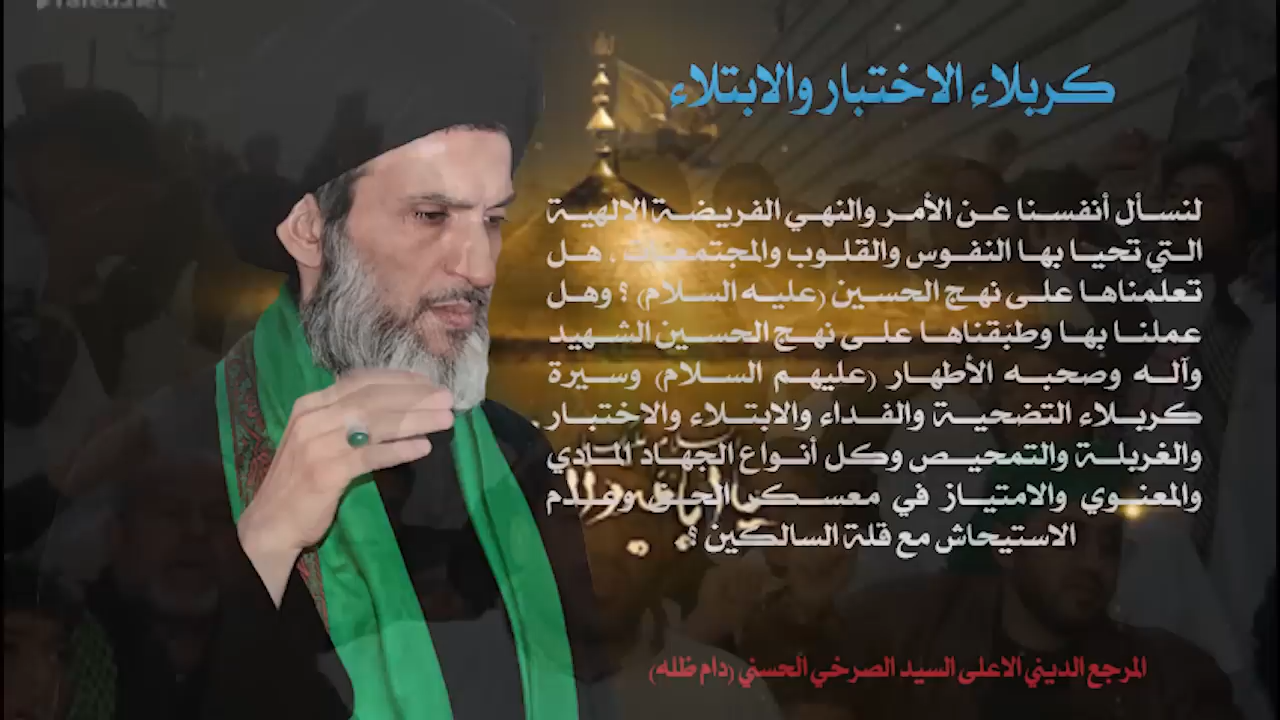 كربلاء الاختبار والابتلاء
لنسأل أنفسنا عن الأمر والنهي الفريضة الالهية
التي تحيا بها النفوس والقلوب والمجتمعات ، هل
تعلمناها على نهج الحسين (عليه السلام) ؟ وهل
عملنا بها وطبقناها على نهج الحسين الشهيد
وآله وصحبه الأطهار (عليهم السلام) وسيرة
كربلاء التضحية والفداء والابتلاء والاختبار
والغربلة والتمحيص وكل أنواع الجهاد المادي
والمعنوي والامتياز في معسكر الحق وعدم
الاستيحاش مع قلة السالكين ؟
المرجع الديني الاعلى السيد الصرخي الحسني (دام ظله)